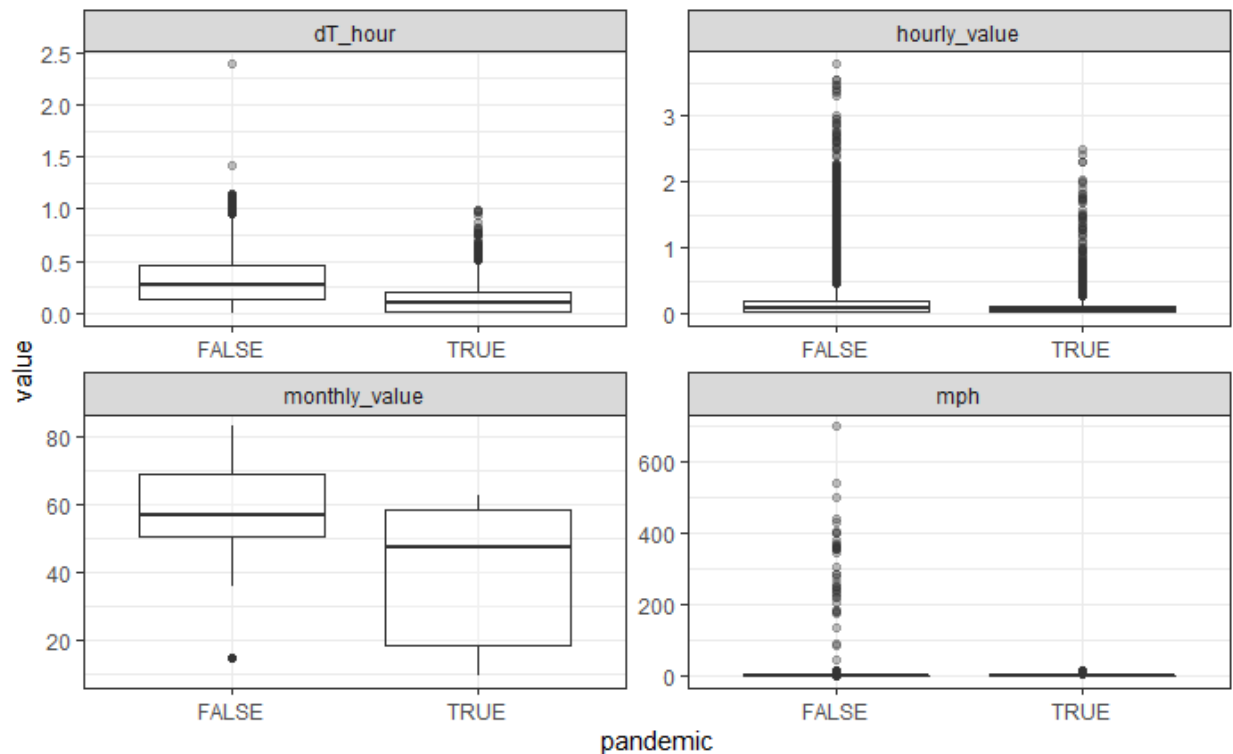 dT_hour
hourly_value
2.5
2.0
1.5
1.0
0.5
0.0
3
2
1
0
FALSE
TRUE
FALSE
TRUE
value
monthly_value
mph
80
60
40
20
600
400
200
0
FALSE
TRUE
FALSE
TRUE
pandemic